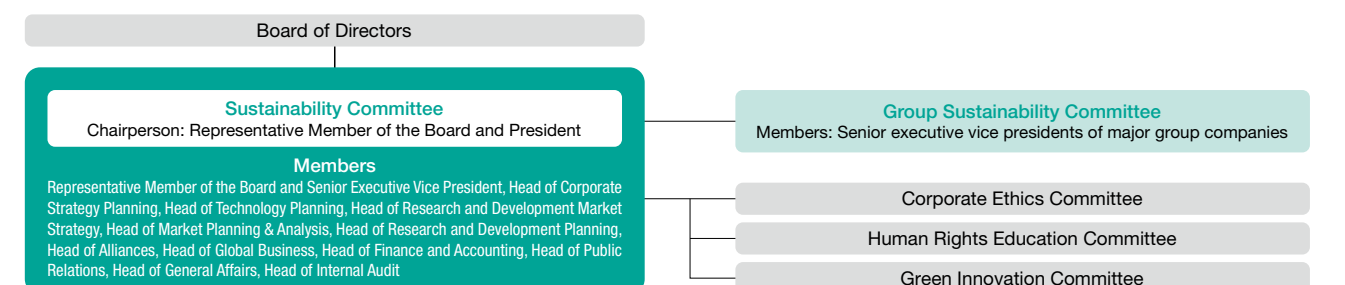 Board of Directors
Sustainability Committee
Chairperson: Representative Member of the Board and President
Members
Representative Member of the Board and Senior Executive Vice President, Head of Corporate
Strategy Planning, Head of Technology Planning, Head of Research and Development Market
Strategy, Head of Market Planning & Analysis, Head of Research and Development Planning,
Head of Alliances, Head of Global Business, Head of Finance and Accounting, Head of Public
Relations, Head of General Affairs, Head of Internal Audit
Group Sustainability Committee
Members: Senior executive vice presidents of major group companies
Corporate Ethics Committee
Human Rights Education Committee
Green Innovation Committee